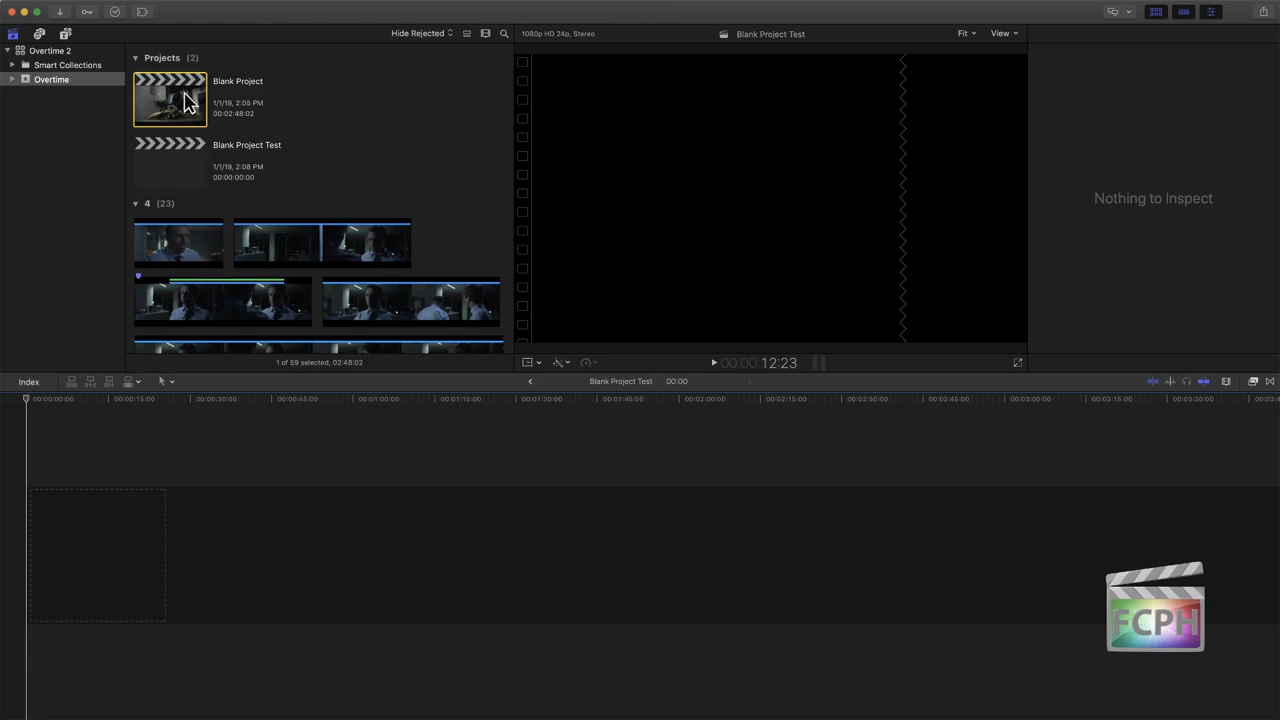 Hide Rejected
1080p HD 24p, Stereo
Blank Project Test
Fit
View
Overtime 2
Smart Collections
Overtime
Projects (2)
Blank Project
1/1/19, 2:05 PM
00:02:48:02
Blank Project Test
1/1/19, 2:08 PM
00:00:00:00
4 (23)
1 of 59 selected, 02:48:02
Nothing to Inspect
00:00:12:23
Index
Blank Project Test 00:00
00:00:00:00 00:00:15:00 00:00:30:00 00:00:45:00 00:01:00:00 00:01:15:00 00:01:30:00 00:01:45:00 00:02:00:00 00:02:15:00 00:02:30:00 00:02:45:00 00:03:00:00 00:03:15:00 00:03:30:00 00:03:4
FCPH